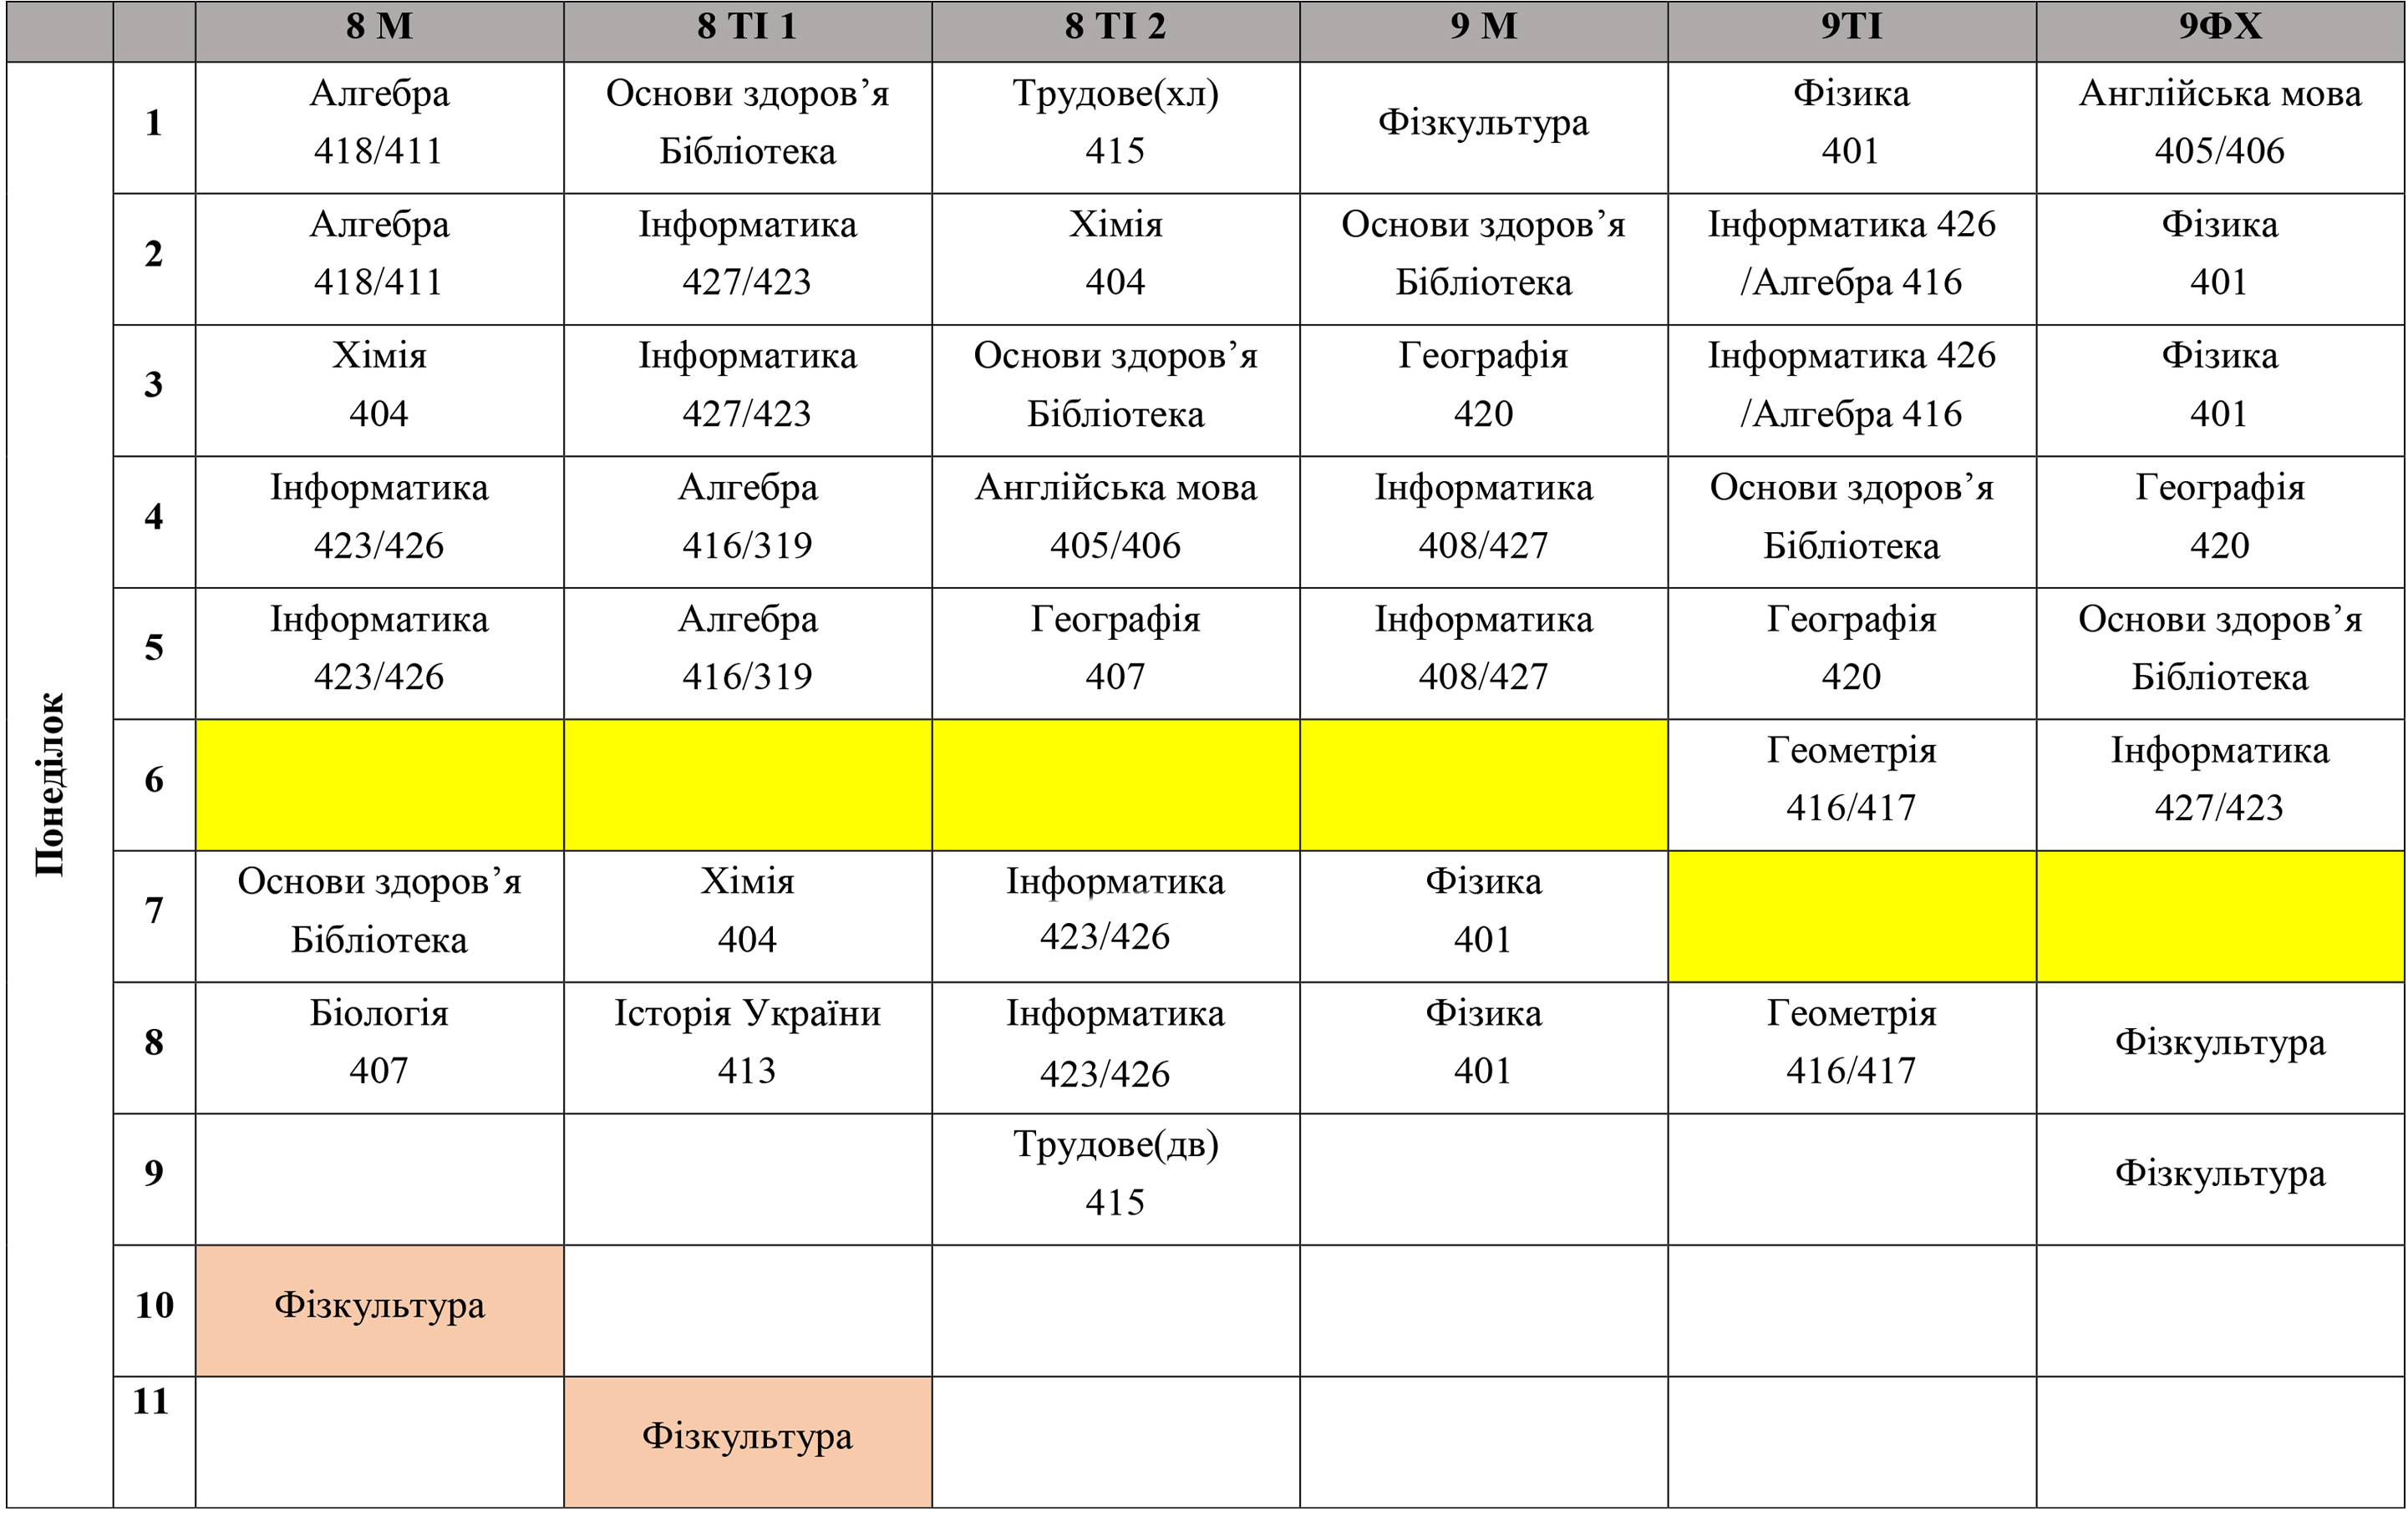 8 М 8 ТІ 1 8 ТІ 2 9 М 9ТІ 9ФХ
Понеділок
1
Алгебра
418/411
Основи здоров’я
Бібліотека
Трудове(хл)
415
Фізкультура
Фізика
401
Англійська мова
405/406
2
Алгебра
418/411
Інформатика
427/423
Хімія
404
Основи здоров’я
Бібліотека
Інформатика 426
/Алгебра 416
Фізика
401
3
Хімія
404
Інформатика
427/423
Основи здоров’я
Бібліотека
Географія
420
Інформатика 426
/Алгебра 416
Фізика
401
4
Інформатика
423/426
Алгебра
416/319
Англійська мова
405/406
Інформатика
408/427
Основи здоров’я
Бібліотека
Географія
420
5
Інформатика
423/426
Алгебра
416/319
Географія
407
Інформатика
408/427
Географія
420
Основи здоров’я
Бібліотека
6
Геометрія
416/417
Інформатика
427/423
7
Основи здоров’я
Бібліотека
Хімія
404
Інформатика
423/426
Фізика
401
8
Біологія
407
Історія України
413
Інформатика
423/426
Фізика
401
Геометрія
416/417
Фізкультура
9
Трудове(дв)
415
Фізкультура
10
Фізкультура
11
Фізкультура